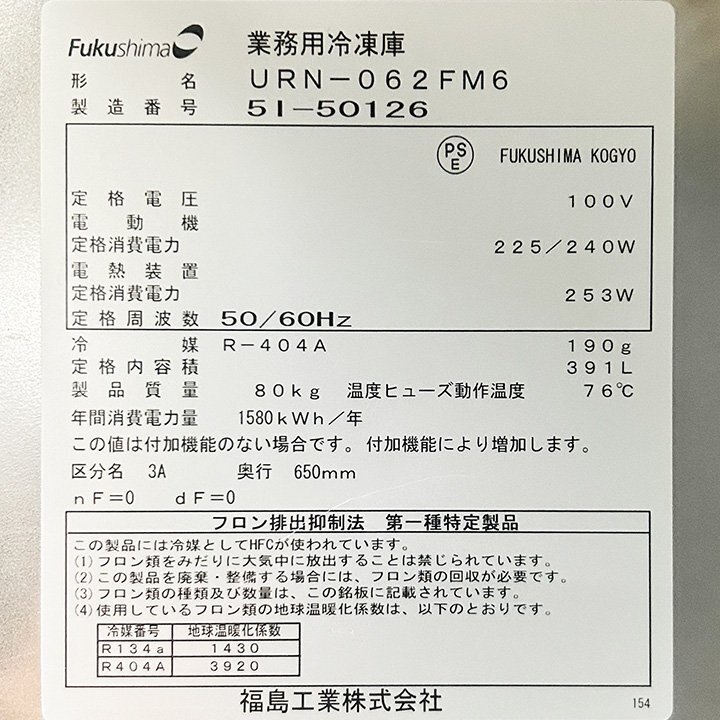 Fukushima 業務用冷凍庫
形名 URN-062FM6
製造番号 5I-50126
PSE FUKUSHIMA KOGYO
定格電圧 100V
電動機
定格消費電力 225/240W
電熱装置
定格消費電力 253W
定格周波数 50/60Hz
冷媒 R-404A 190g
定格内容積 391L
製品質量 80kg 温度ヒューズ動作温度 76℃
年間消費電力量 1580kWh/年
この値は付加機能のない場合です。付加機能により増加します。
区分名 3A 奥行 650mm
nF=0 dF=0
フロン排出抑制法 第一種特定製品
この製品には冷媒としてHFCが使われています。
(1)フロン類をみだりに大気中に放出することは禁じられています。
(2)この製品を廃棄・整備する場合には、フロン類の回収が必要です。
(3)フロン類の種類及び数量は、この銘板に記載されています。
(4)使用しているフロン類の地球温暖化係数は、以下のとおりです。
冷媒番号 地球温暖化係数
R134a 1430
R404A 3920
福島工業株式会社 154